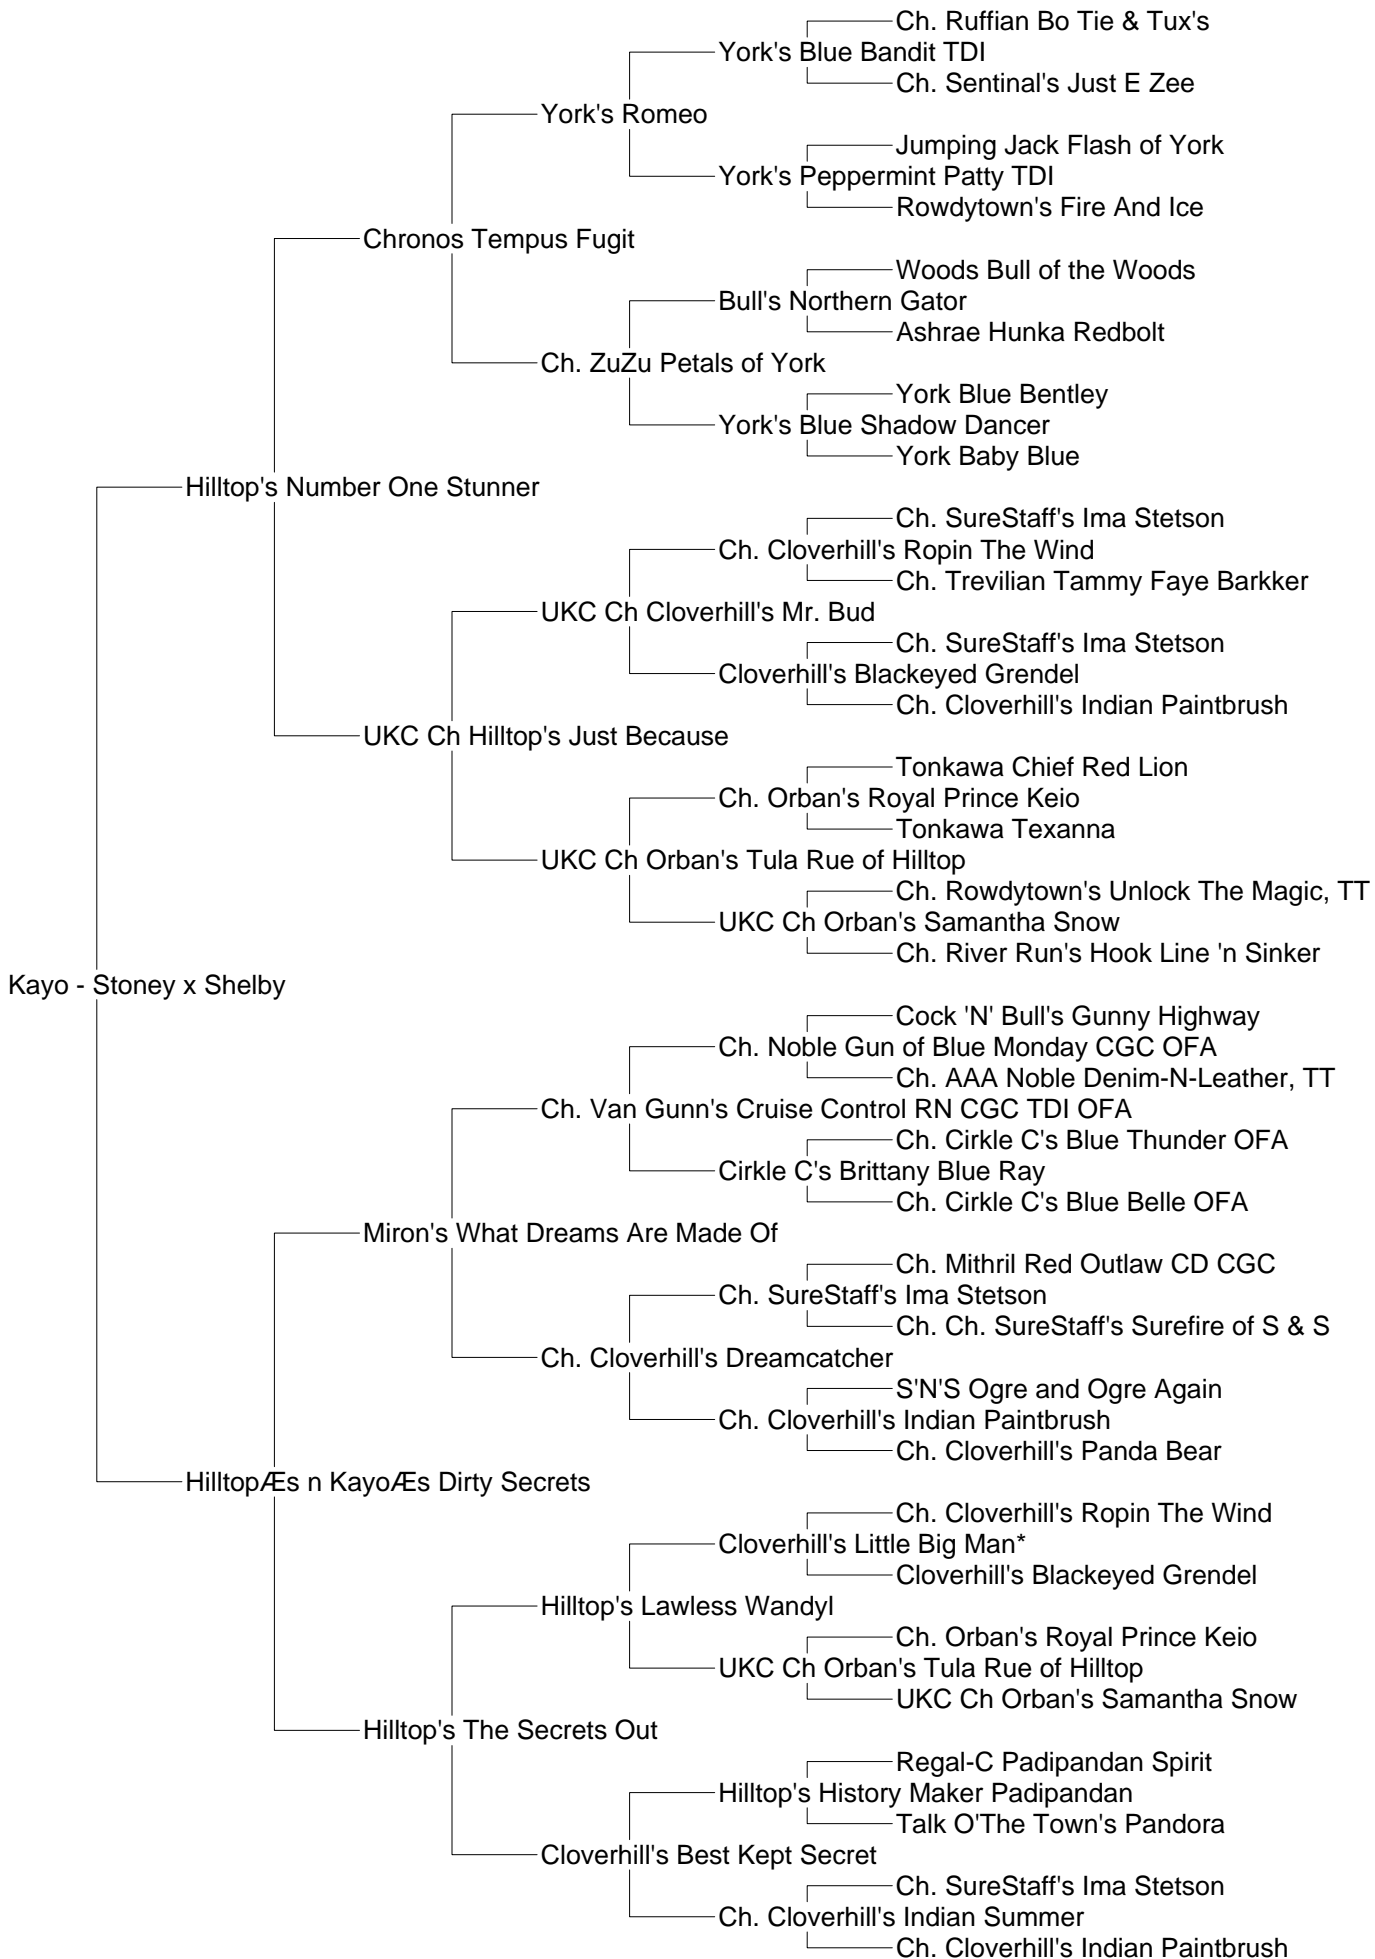 Ch. Ruffian Bo Tie & Tux's
York's Blue Bandit TDI
Ch. Sentinal's Just E Zee
York's Romeo
Jumping Jack Flash of York
York's Peppermint Patty TDI
Rowdytown's Fire And Ice
Chronos Tempus Fugit
Woods Bull of the Woods
Bull's Northern Gator
Ashrae Hunka Redbolt
Ch. ZuZu Petals of York
York Blue Bentley
York's Blue Shadow Dancer
York Baby Blue
Hilltop's Number One Stunner
Ch. SureStaff's Ima Stetson
Ch. Cloverhill's Ropin The Wind
Ch. Trevilian Tammy Faye Barkker
UKC Ch Cloverhill's Mr. Bud
Ch. SureStaff's Ima Stetson
Cloverhill's Blackeyed Grendel
Ch. Cloverhill's Indian Paintbrush
UKC Ch Hilltop's Just Because
Tonkawa Chief Red Lion
Ch. Orban's Royal Prince Keio
Tonkawa Texanna
UKC Ch Orban's Tula Rue of Hilltop
Ch. Rowdytown's Unlock The Magic, TT
UKC Ch Orban's Samantha Snow
Ch. River Run's Hook Line 'n Sinker
Kayo - Stoney x Shelby
Cock 'N' Bull's Gunny Highway
Ch. Noble Gun of Blue Monday CGC OFA
Ch. AAA Noble Denim-N-Leather, TT
Ch. Van Gunn's Cruise Control RN CGC TDI OFA
Ch. Cirkle C's Blue Thunder OFA
Cirkle C's Brittany Blue Ray
Ch. Cirkle C's Blue Belle OFA
Miron's What Dreams Are Made Of
Ch. Mithril Red Outlaw CD CGC
Ch. SureStaff's Ima Stetson
Ch. Ch. SureStaff's Surefire of S & S
Ch. Cloverhill's Dreamcatcher
S'N'S Ogre and Ogre Again
Ch. Cloverhill's Indian Paintbrush
Ch. Cloverhill's Panda Bear
HilltopÆs n KayoÆs Dirty Secrets
Ch. Cloverhill's Ropin The Wind
Cloverhill's Little Big Man*
Cloverhill's Blackeyed Grendel
Hilltop's Lawless Wandyl
Ch. Orban's Royal Prince Keio
UKC Ch Orban's Tula Rue of Hilltop
UKC Ch Orban's Samantha Snow
Hilltop's The Secrets Out
Regal-C Padipandan Spirit
Hilltop's History Maker Padipandan
Talk O'The Town's Pandora
Cloverhill's Best Kept Secret
Ch. SureStaff's Ima Stetson
Ch. Cloverhill's Indian Summer
Ch. Cloverhill's Indian Paintbrush